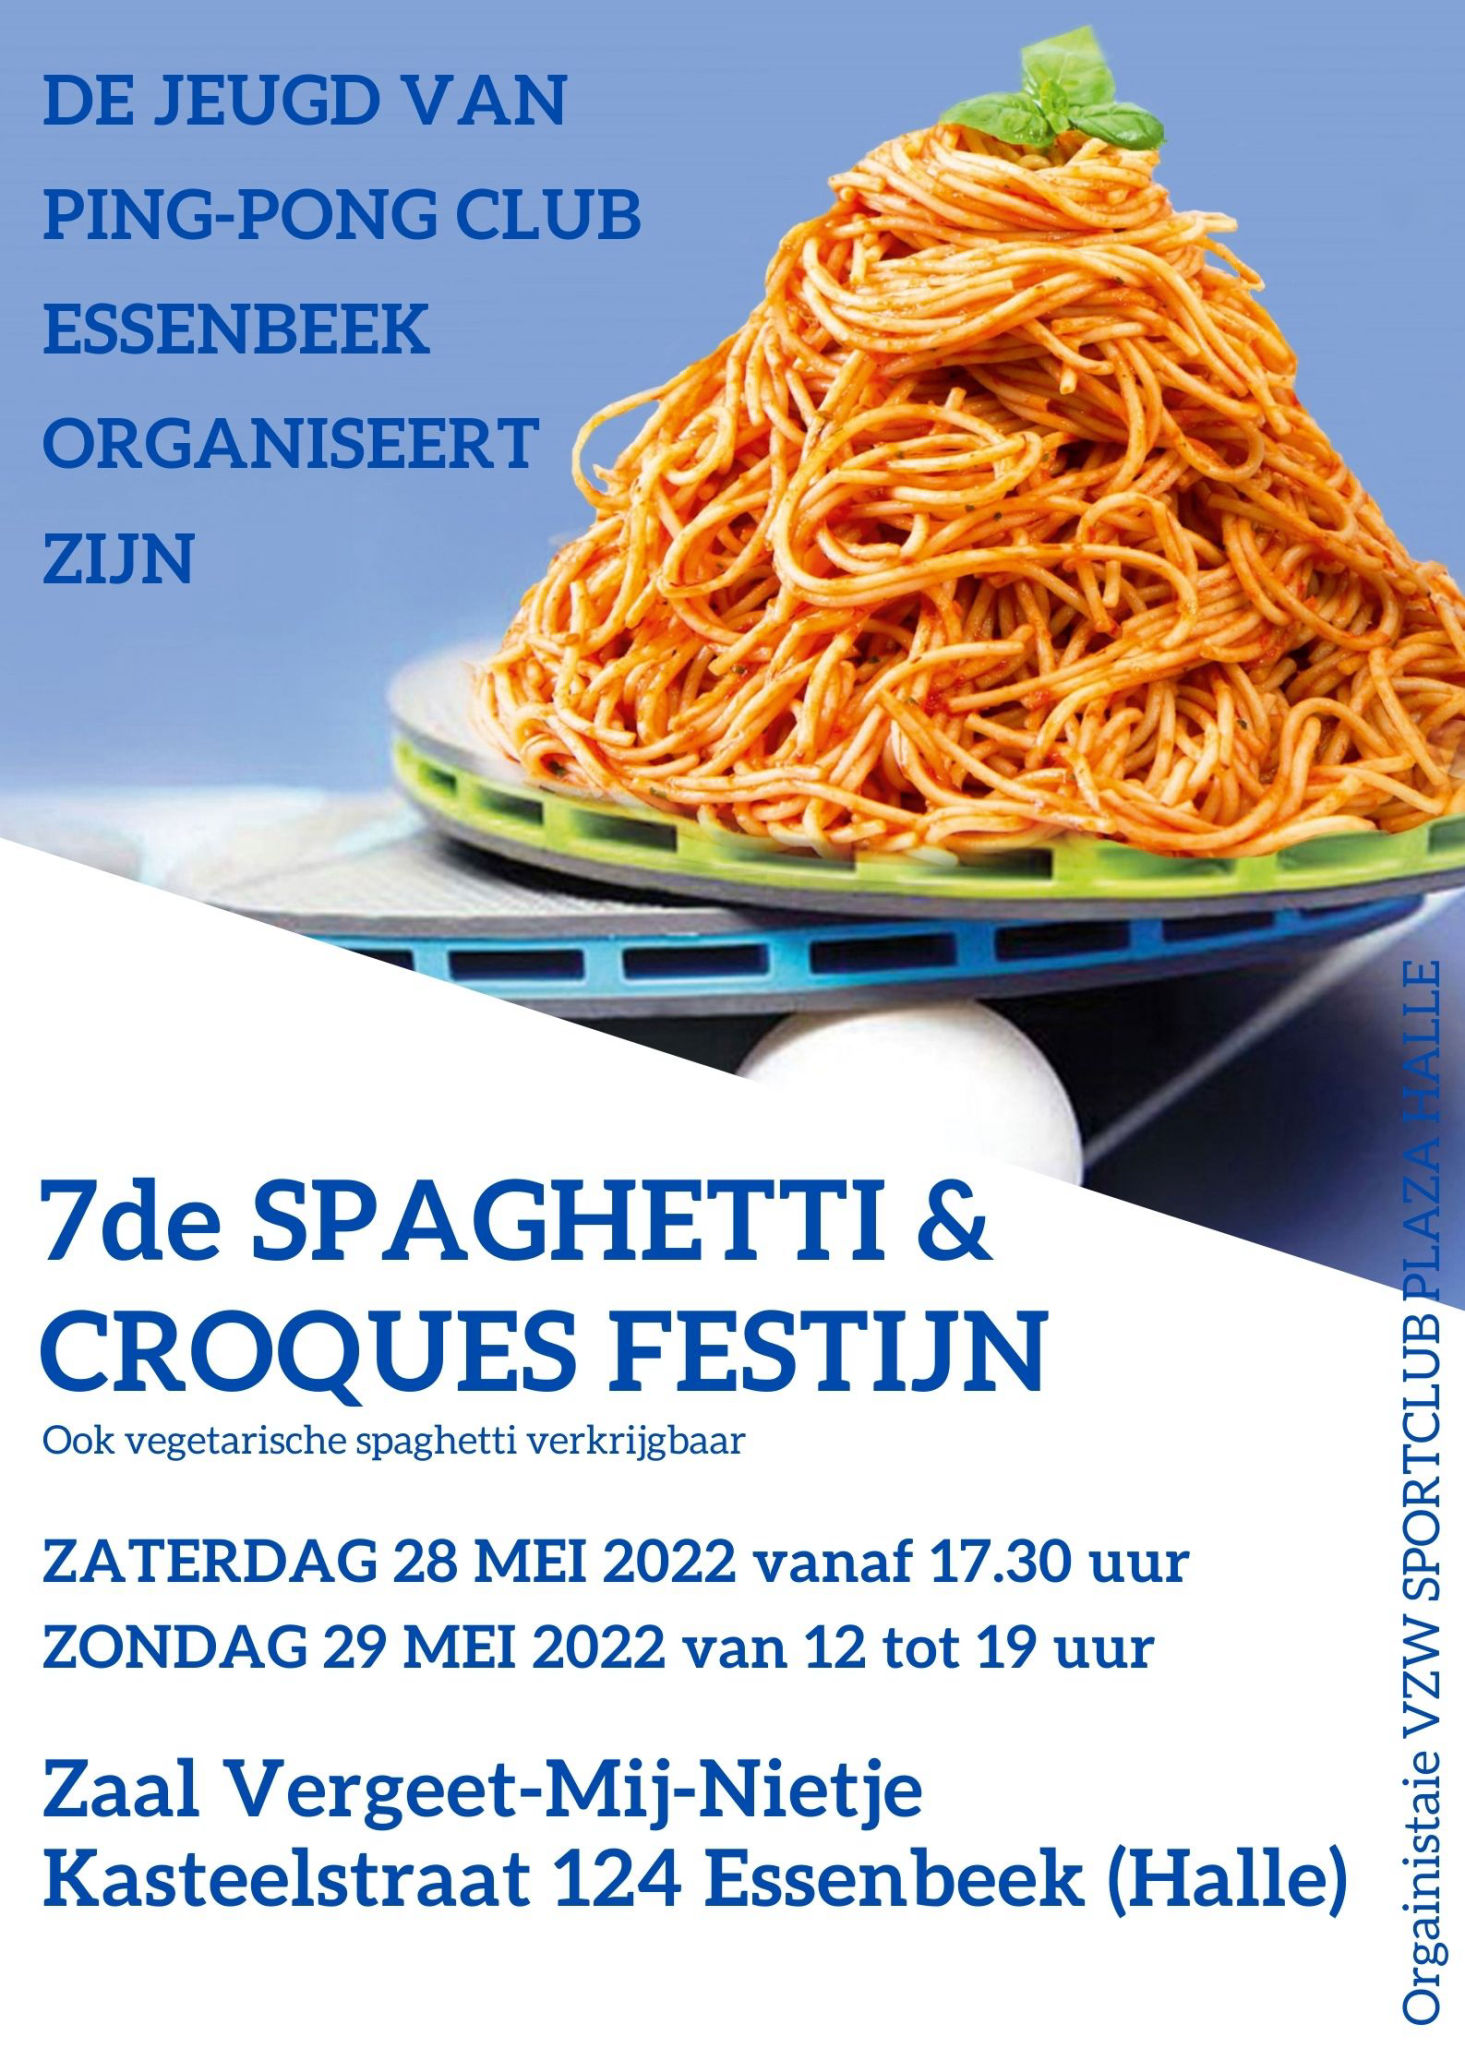 DE JEUGD VAN
PING-PONG CLUB
ESSENBEEK
ORGANISEERT
ZIJN
7de SPAGHETTI &
CROQUES FESTIJN
Ook vegetarische spaghetti verkrijgbaar
ZATERDAG 28 MEI 2022 vanaf 17.30 uur
ZONDAG 29 MEI 2022 van 12 tot 19 uur
Zaal Vergeet-Mij-Nietje
Kasteelstraat 124 Essenbeek (Halle)
Orgainistaie VZW SPORTCLUB PLAZA HALLE